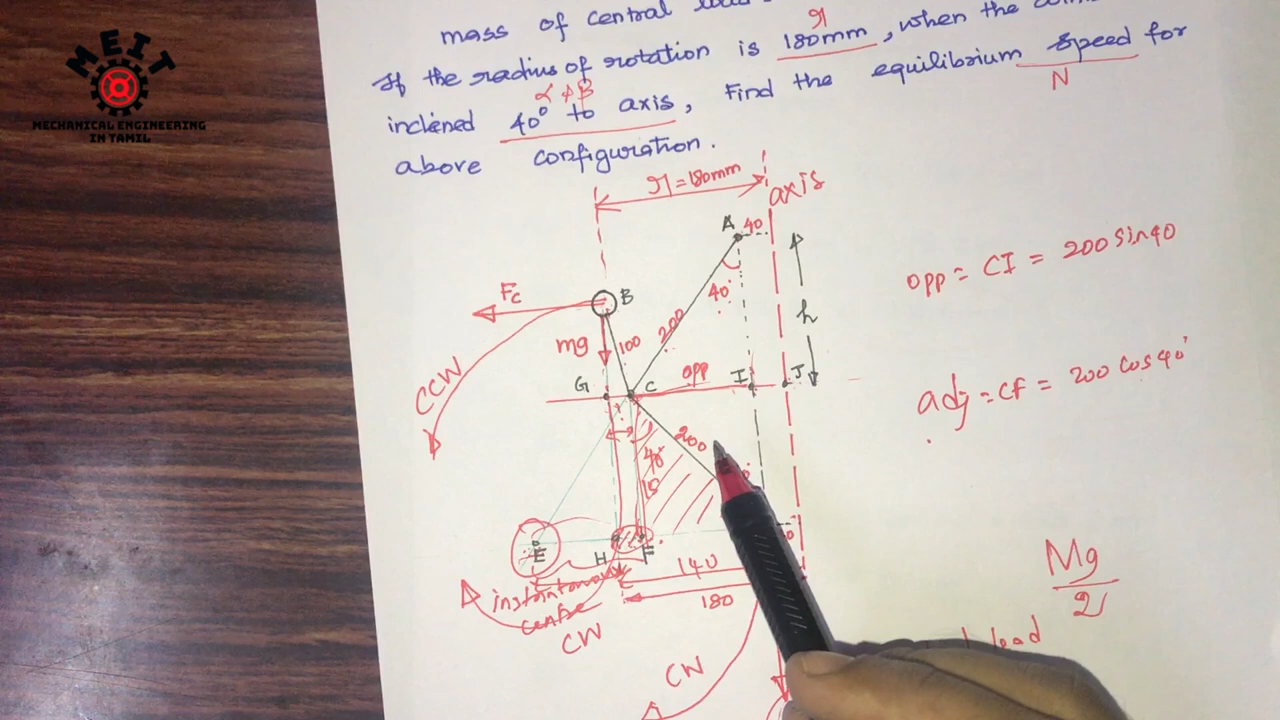 MEIT
MECHANICAL ENGINEERING
IN TAMIL
mass of central load
r
If the radius of rotation is 180mm, when the
α & β
inclined 40° to axis, Find the equilibrium speed for
N
above configuration.
r = 180mm
axis
A 40
Fc
B
40°
h
mg
100
200
CCW
G
C
opp
I
J
200
40°
E
H
F
140
instantaneous
centre
180
CW
CW
opp = CI = 200 sin40
adj = CF = 200 cos40°
Mg
2
load